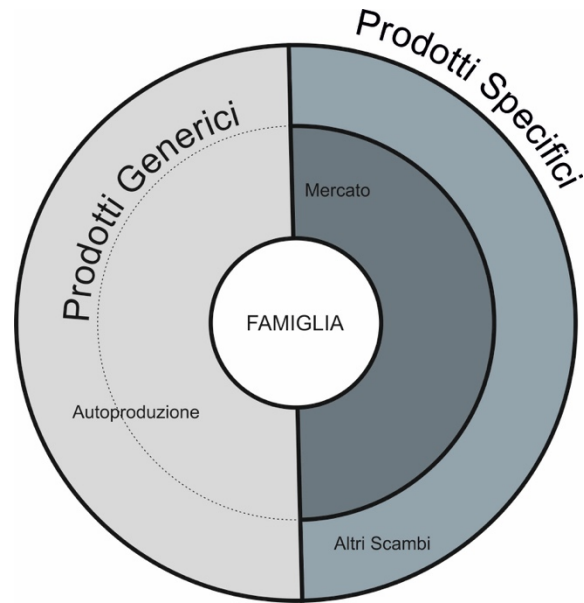 Prodotti Specifici
Prodotti Generici
Mercato
FAMIGLIA
Autoproduzione
Altri Scambi